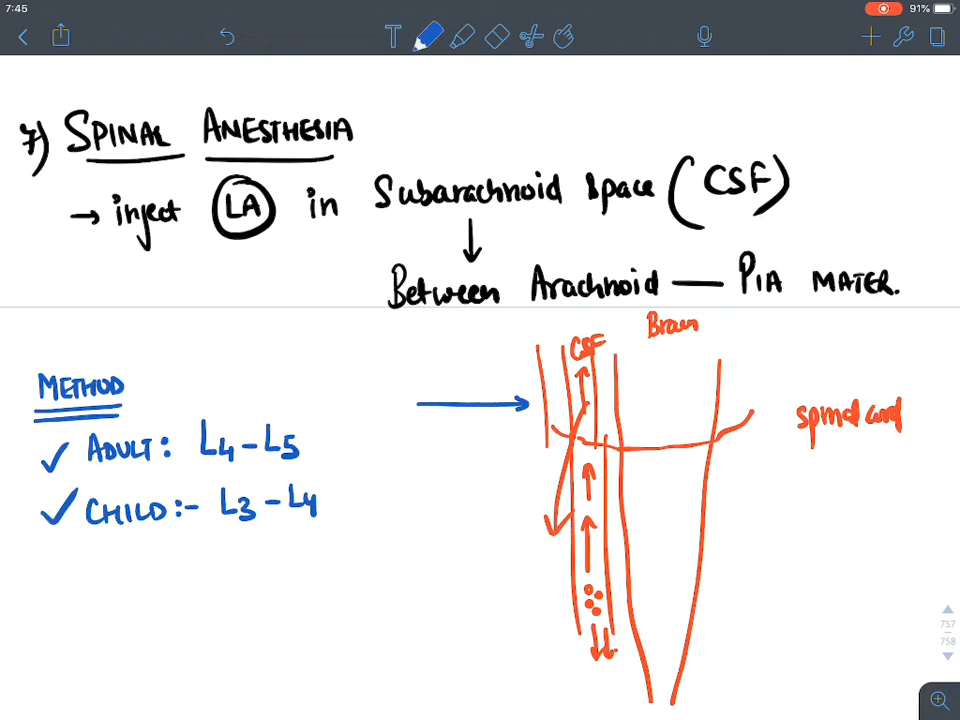 7:45
91%
7) SPINAL ANESTHESIA
→ inject LA in Subarachnoid space (CSF)
↓
Between Arachnoid — PIA MATER.
Brain
CSF
METHOD
✓ ADULT: L4-L5
spinal cord
✓ CHILD:- L3-L4
757
758